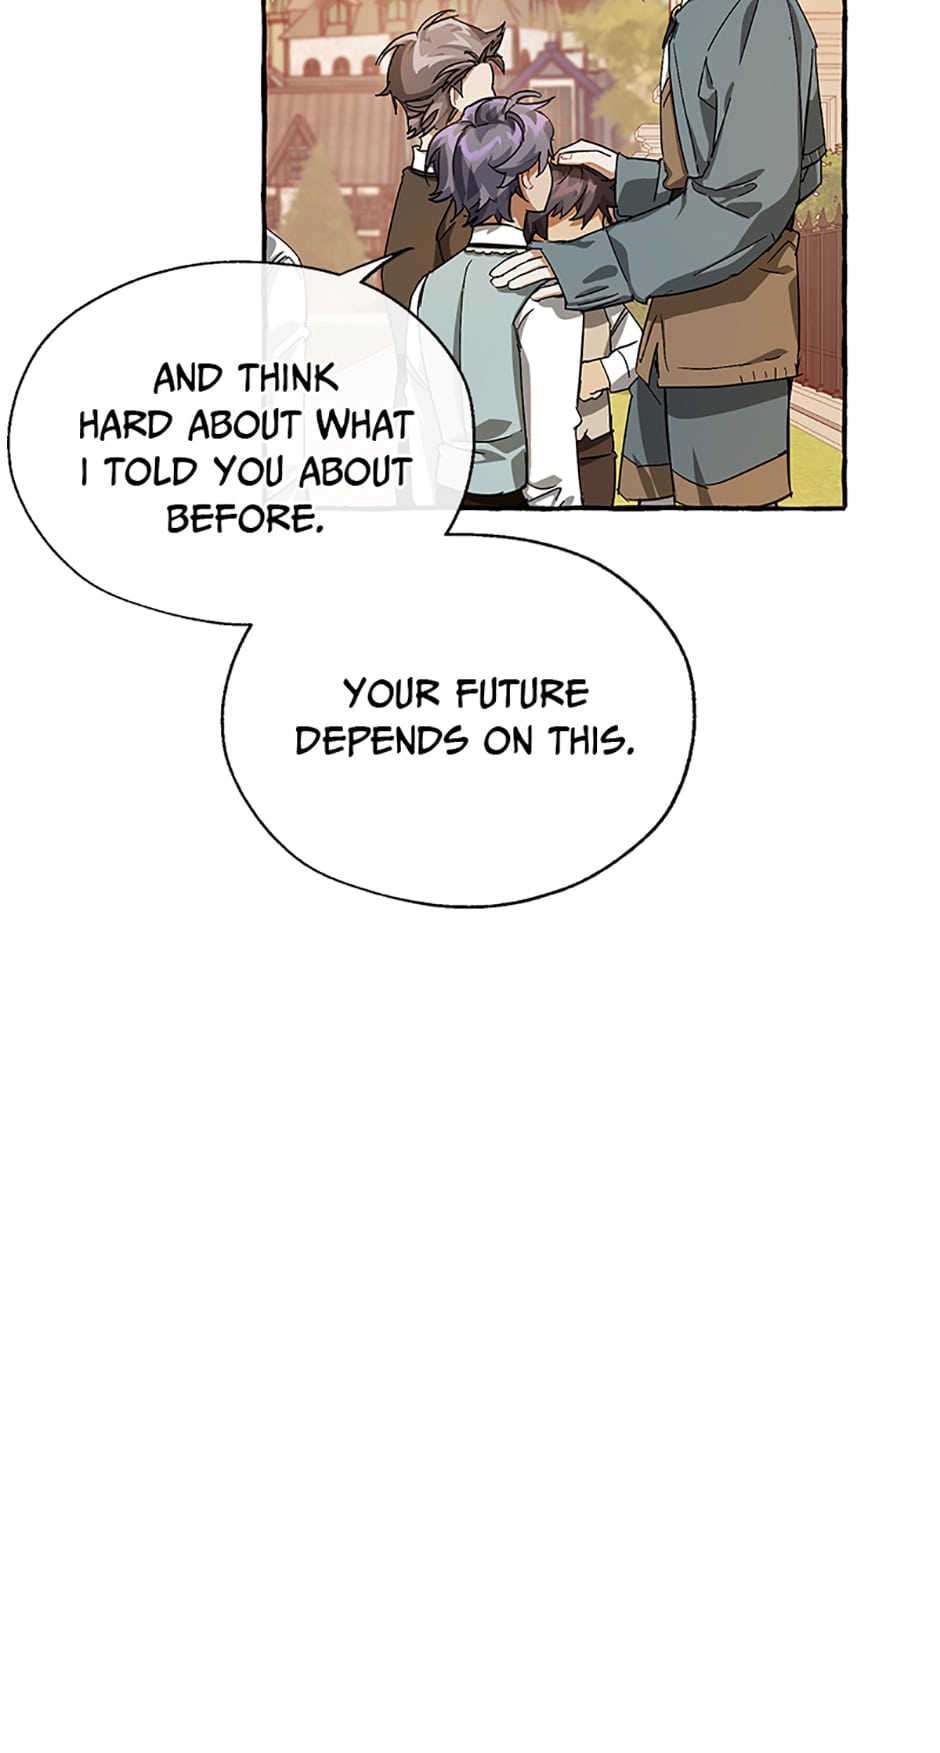 AND THINK
HARD ABOUT WHAT
I TOLD YOU ABOUT
BEFORE.
YOUR FUTURE
DEPENDS ON THIS.